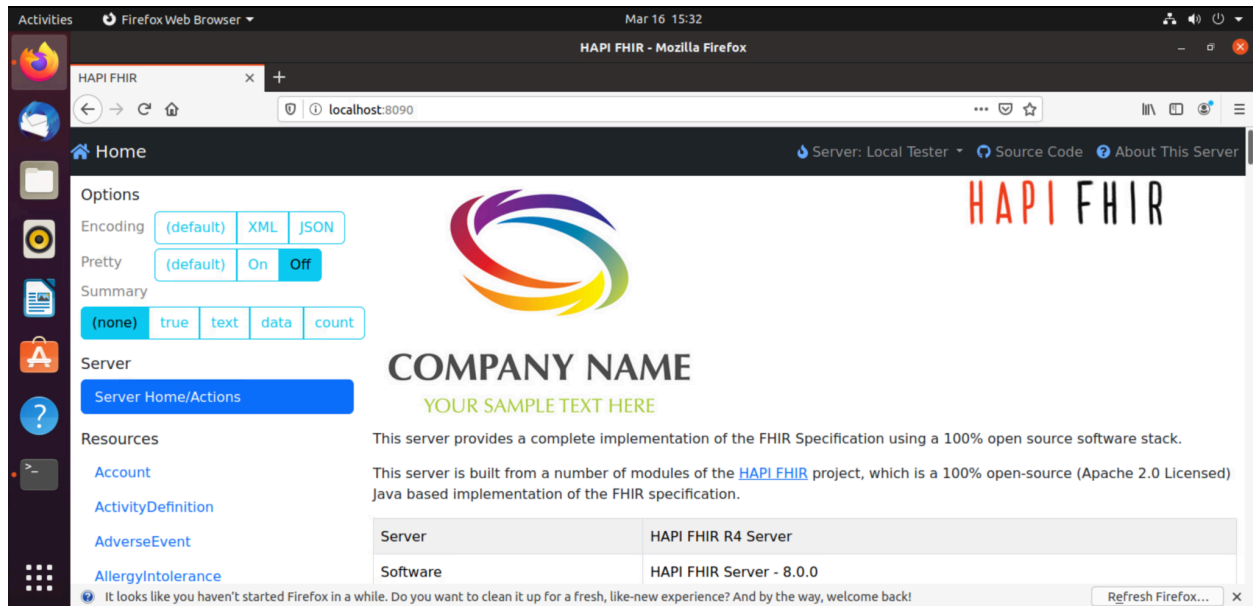 Activities Firefox Web Browser Mar 16 15:32
HAPI FHIR - Mozilla Firefox
HAPI FHIR
localhost:8090
Home Server: Local Tester Source Code About This Server
Options
Encoding (default) XML JSON
Pretty (default) On Off
Summary
(none) true text data count
Server
Server Home/Actions
Resources
Account
ActivityDefinition
AdverseEvent
AllergyIntolerance
HAPI FHIR
COMPANY NAME
YOUR SAMPLE TEXT HERE
This server provides a complete implementation of the FHIR Specification using a 100% open source software stack.
This server is built from a number of modules of the HAPI FHIR project, which is a 100% open-source (Apache 2.0 Licensed)
Java based implementation of the FHIR specification.
Server HAPI FHIR R4 Server
Software HAPI FHIR Server - 8.0.0
It looks like you haven't started Firefox in a while. Do you want to clean it up for a fresh, like-new experience? And by the way, welcome back! Refresh Firefox...